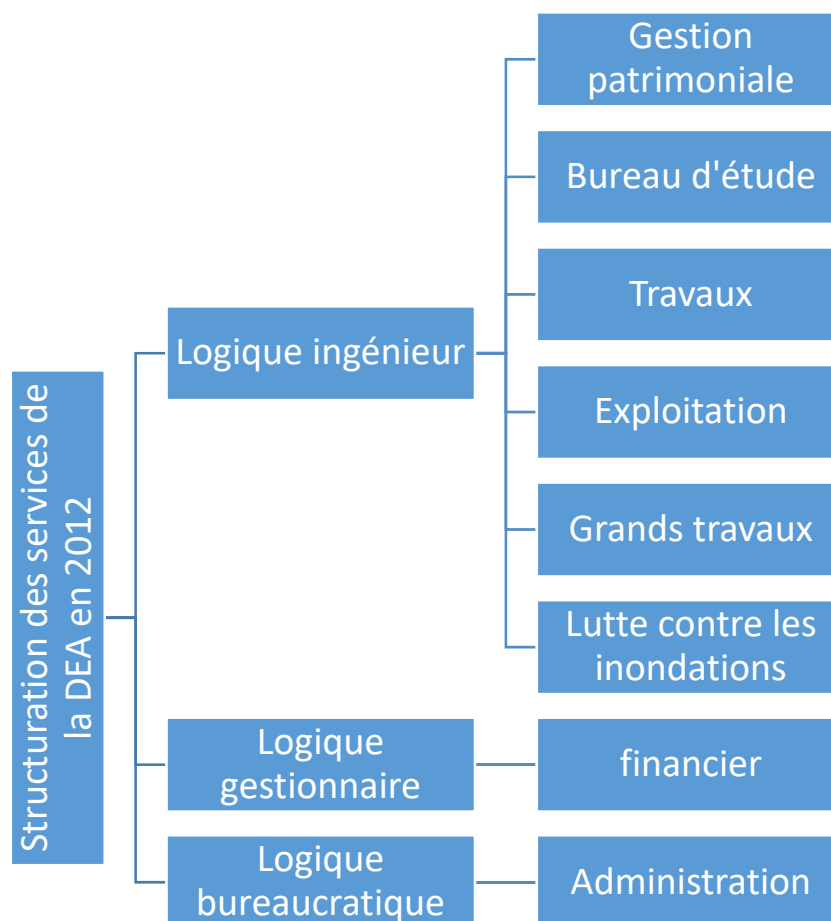 Structuration des services de
la DEA en 2012
Logique ingénieur
Gestion
patrimoniale
Bureau d'étude
Travaux
Exploitation
Grands travaux
Lutte contre les
inondations
Logique
gestionnaire
financier
Logique
bureaucratique
Administration